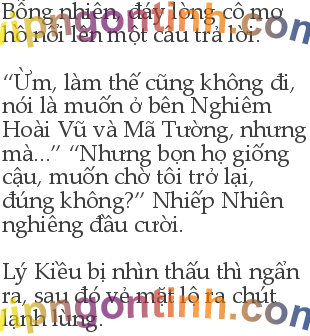 Bỗng nhiên, đáy lòng cô mơ
hồ nổi lên một câu trả lời.
“Ừm, làm thế cũng không đi,
nói là muốn ở bên Nghiêm
Hoài Vũ và Mã Tường, nhưng
mà...” “Nhưng bọn họ giống
cậu, muốn chờ tôi trở lại,
đúng không?” Nhiếp Nhiên
nghiêng đầu cười.
Lý Kiều bị nhìn thấu thì ngẩn
ra, sau đó vẻ mặt lộ ra chút
lạnh lùng.